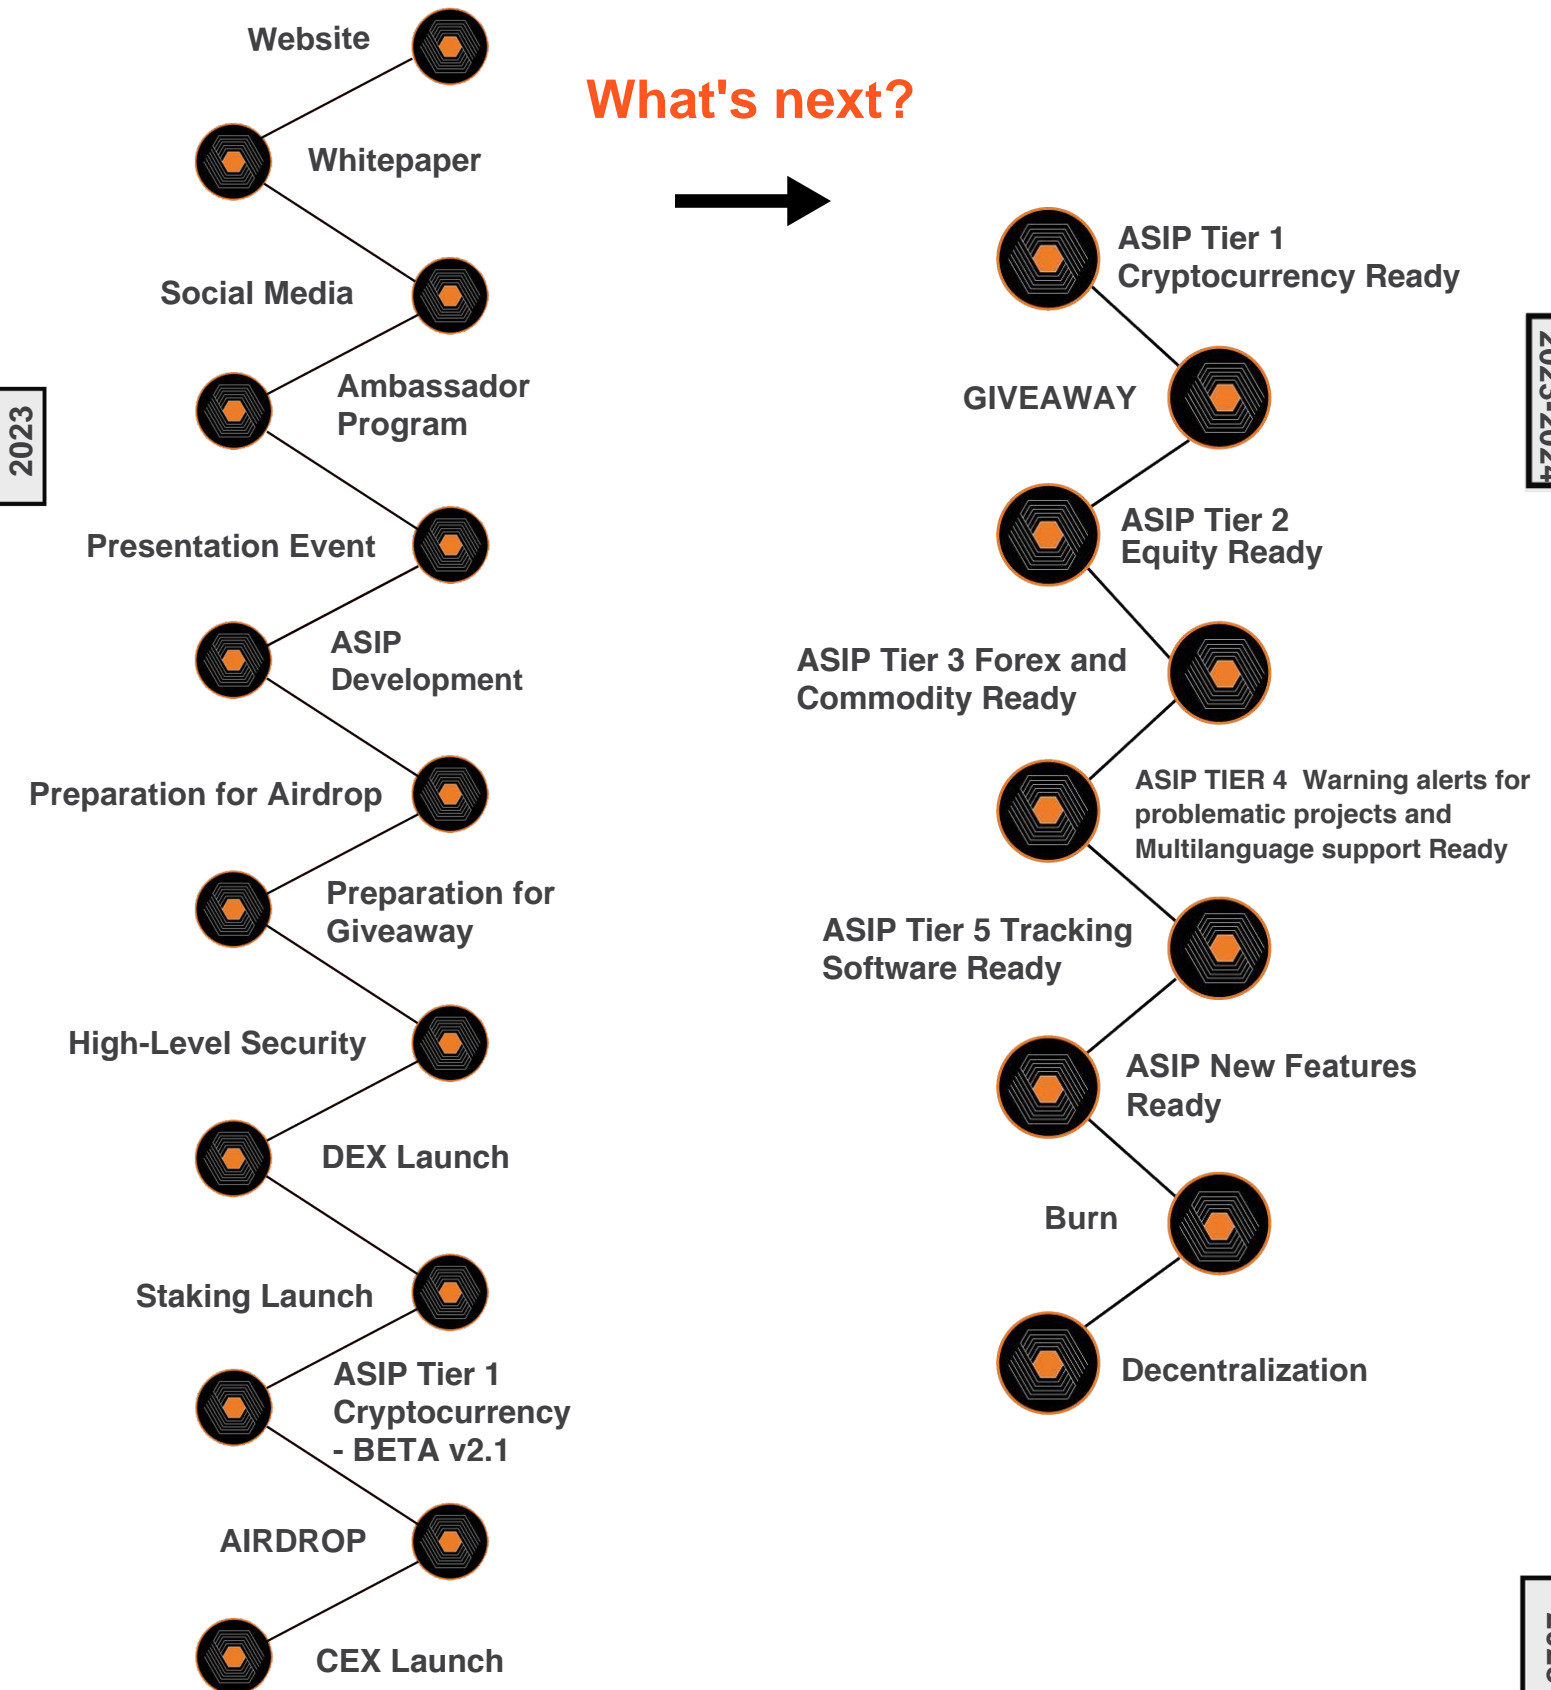 Website
Whitepaper
Social Media
Ambassador
Program
Presentation Event
ASIP
Development
Preparation for Airdrop
Preparation for
Giveaway
High-Level Security
DEX Launch
Staking Launch
ASIP Tier 1
Cryptocurrency
- BETA v2.1
AIRDROP
CEX Launch
2023
What's next?
ASIP Tier 1
Cryptocurrency Ready
GIVEAWAY
ASIP Tier 2
Equity Ready
ASIP Tier 3 Forex and
Commodity Ready
ASIP TIER 4 Warning alerts for
problematic projects and
Multilanguage support Ready
ASIP Tier 5 Tracking
Software Ready
ASIP New Features
Ready
Burn
Decentralization
2023-2024